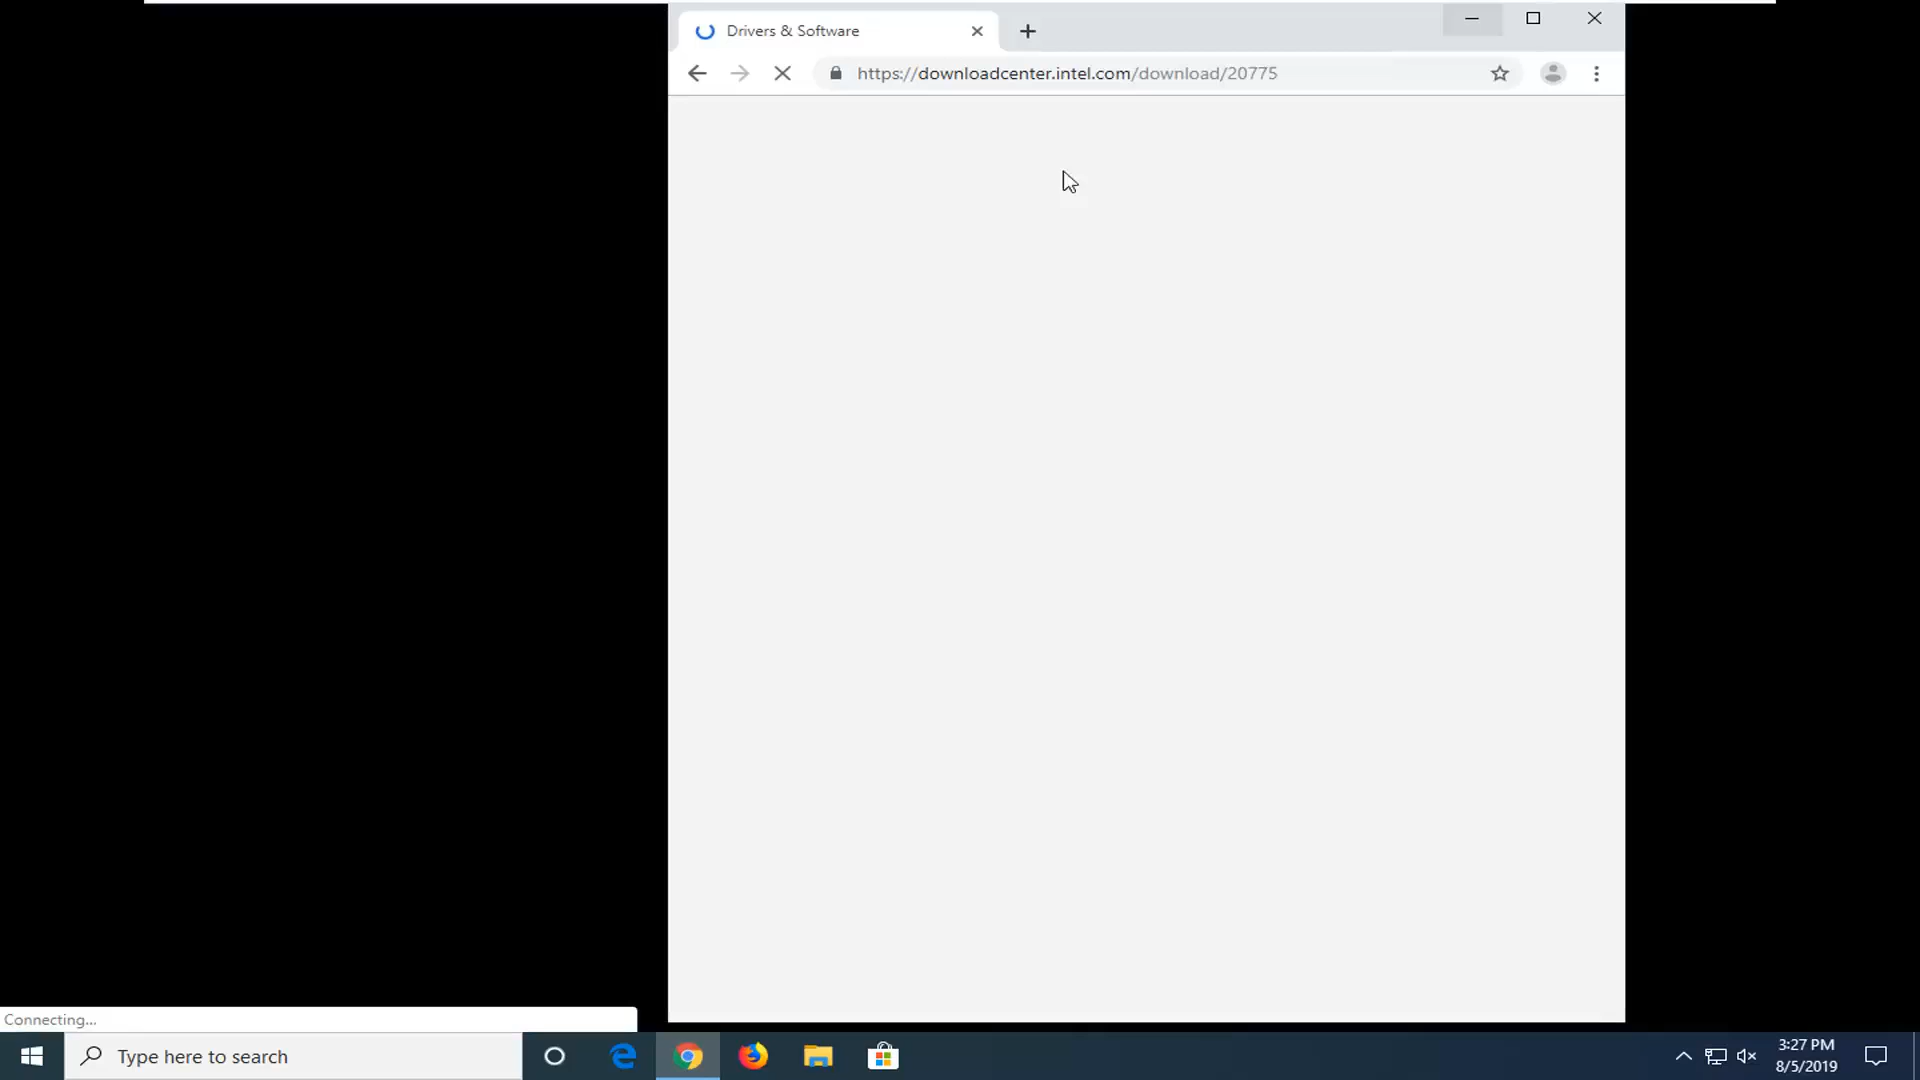 Drivers & Software
https://downloadcenter.intel.com/download/20775
Connecting...
Type here to search
3:27 PM
8/5/2019